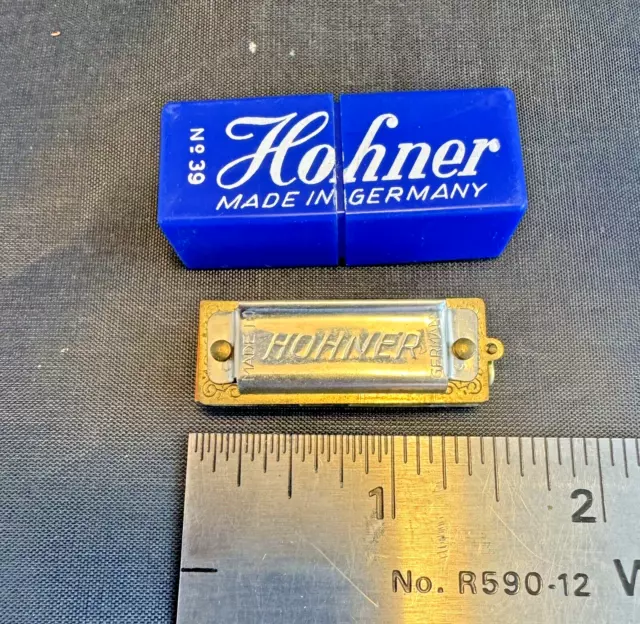 Nº 39
Hohner
MADE IN GERMANY
MADE IN
HOHNER
GERMANY
1
2
No. R590-12